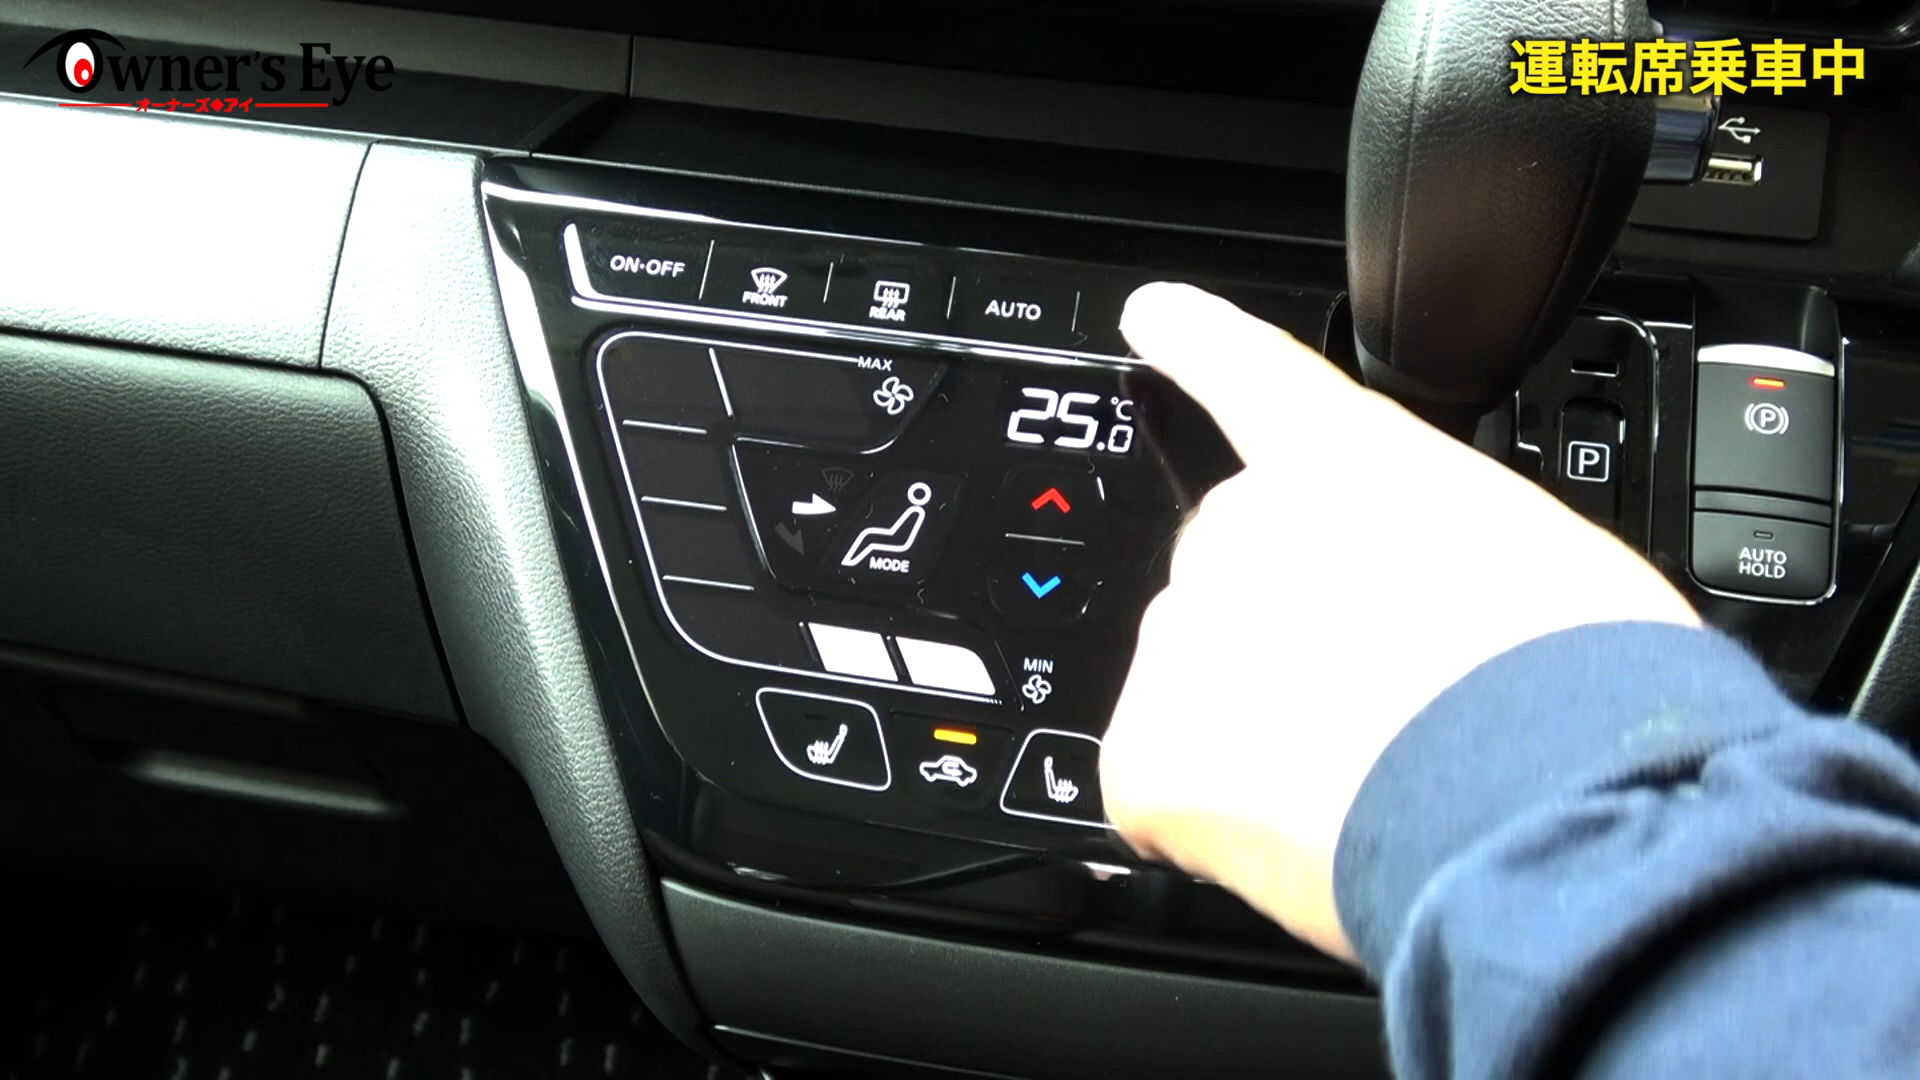 Owner's Eye
オーナーズ◆アイ
運転席乗車中
ON・OFF
FRONT
REAR
AUTO
MAX
25.0
°C
MODE
MIN
P
P
AUTO
HOLD